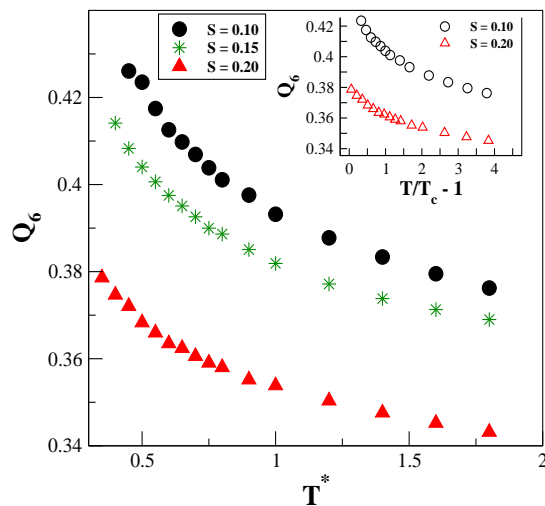 S = 0.10
S = 0.15
S = 0.20
S = 0.10
S = 0.20
0.42
0.4
0.38
0.36
0.34
Q6
0 1 2 3 4
T/Tc - 1
0.42
0.4
0.38
0.36
0.34
Q6
0.5 1 1.5 2
T*